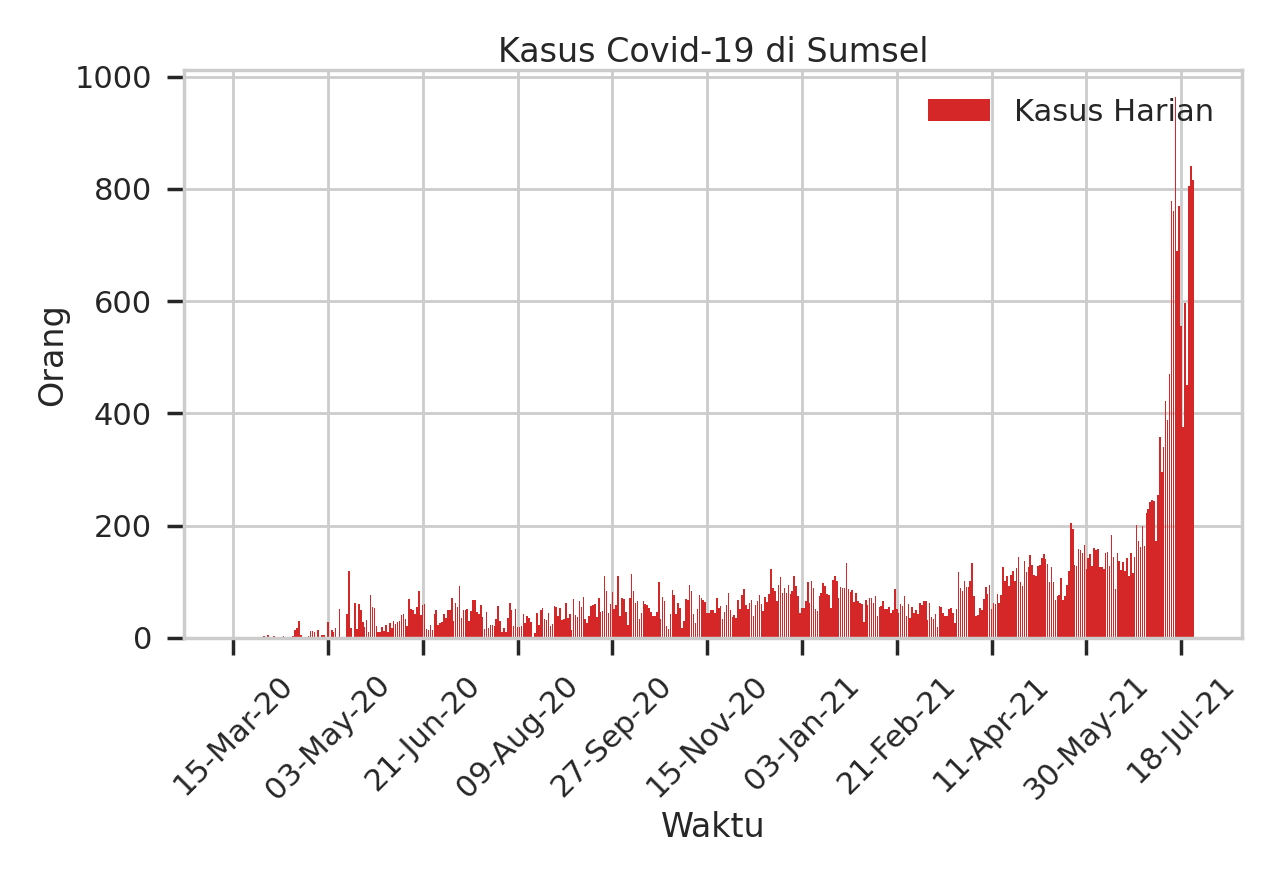 Kasus Covid-19 di Sumsel
Kasus Harian
Orang
1000
800
600
400
200
0
15-Mar-20
03-May-20
21-Jun-20
09-Aug-20
27-Sep-20
15-Nov-20
03-Jan-21
21-Feb-21
11-Apr-21
30-May-21
18-Jul-21
Waktu